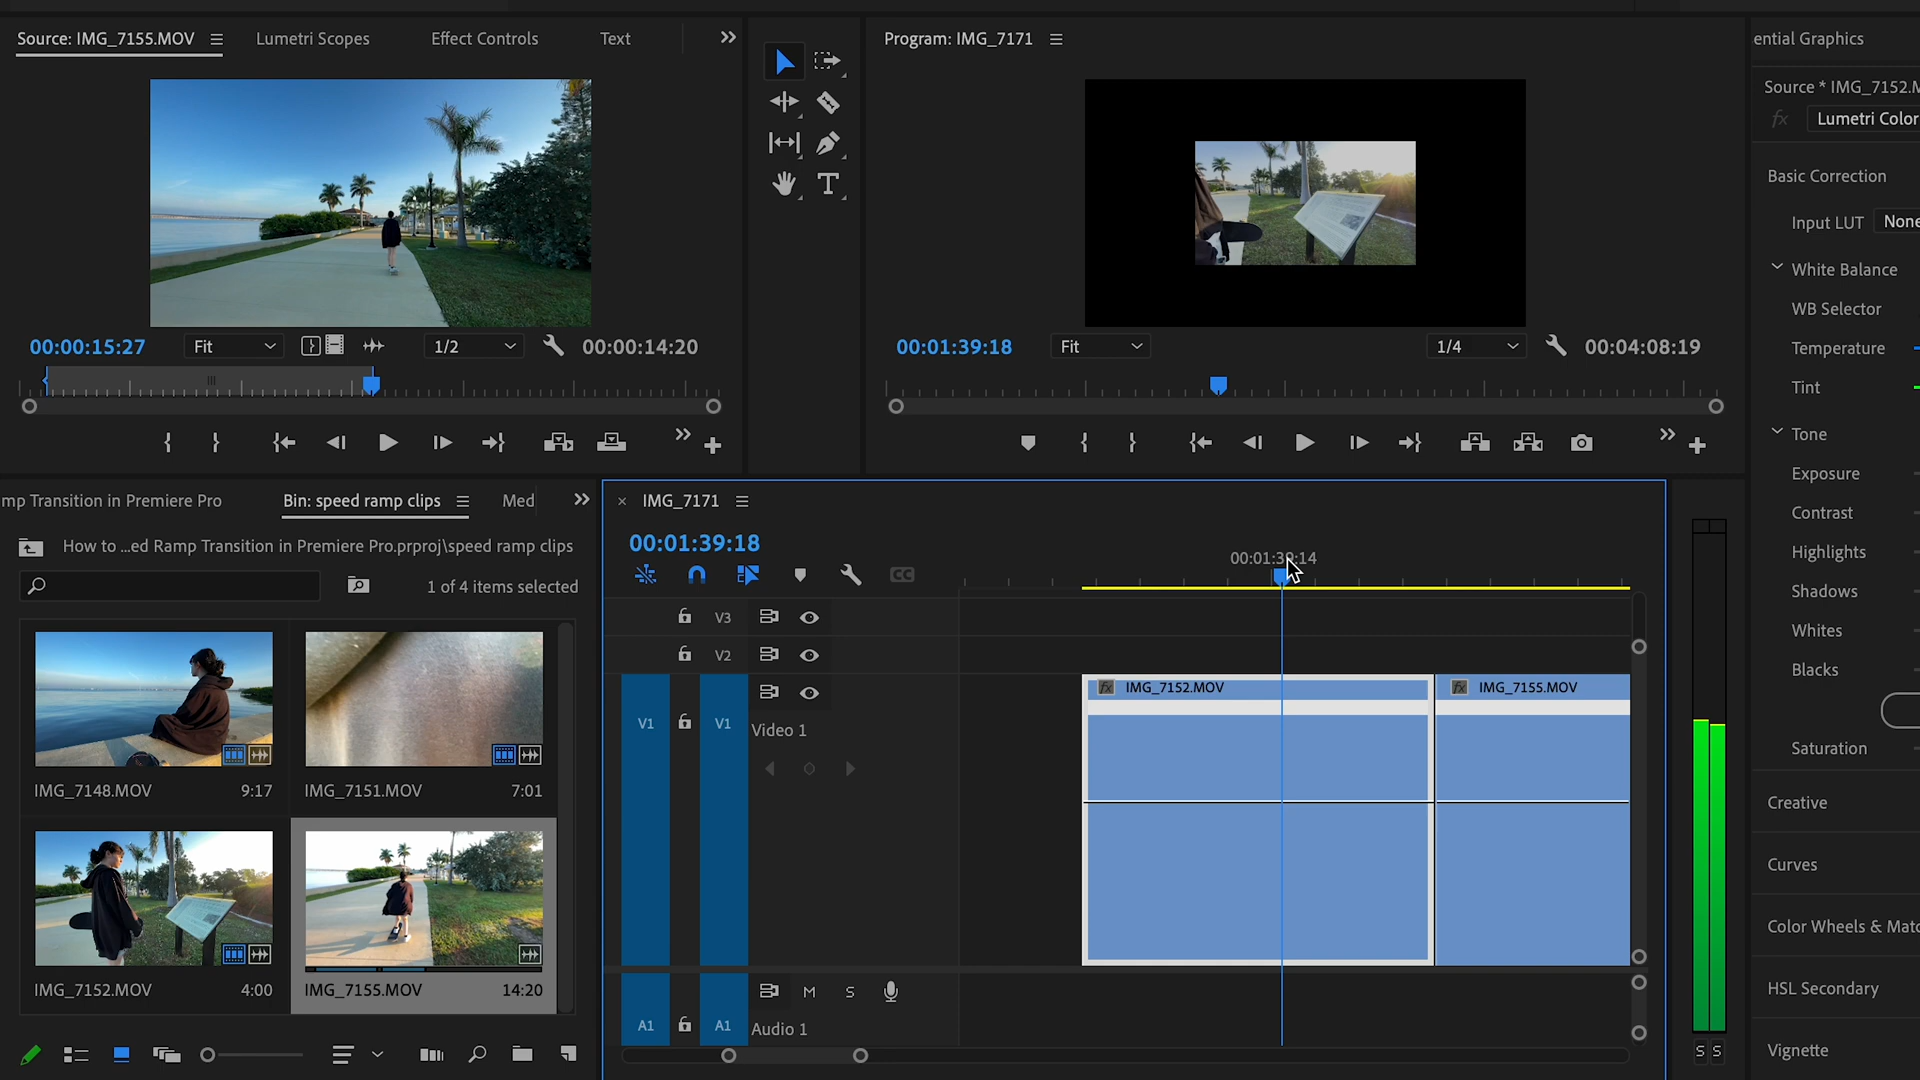 Source: IMG_7155.MOV
Lumetri Scopes
Effect Controls
Text
Program: IMG_7171
ential Graphics
Source * IMG_7152.M
fx
Lumetri Color
Basic Correction
Input LUT
None
White Balance
WB Selector
Temperature
Tint
Tone
Exposure
Contrast
Highlights
Shadows
Whites
Blacks
Saturation
Creative
Curves
Color Wheels & Matc
HSL Secondary
Vignette
00:00:15:27
Fit
1/2
00:00:14:20
00:01:39:18
Fit
1/4
00:04:08:19
mp Transition in Premiere Pro
Bin: speed ramp clips
Med
How to ...ed Ramp Transition in Premiere Pro.prproj\speed ramp clips
1 of 4 items selected
IMG_7148.MOV
9:17
IMG_7151.MOV
7:01
IMG_7152.MOV
4:00
IMG_7155.MOV
14:20
× IMG_7171
00:01:39:18
CC
00:01:39:14
V3
V2
V1
V1
Video 1
fx IMG_7152.MOV
fx IMG_7155.MOV
A1
A1
M
S
Audio 1
S S